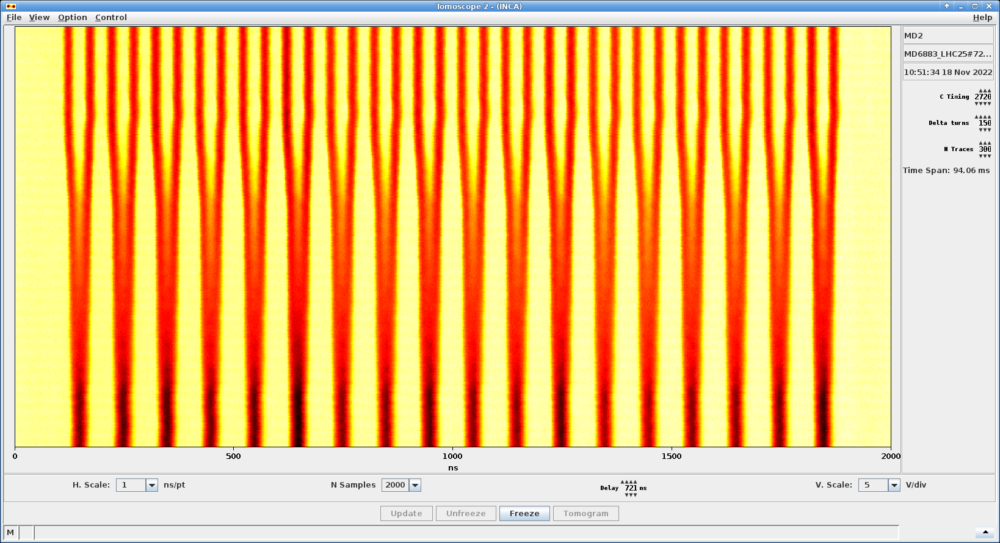 Tomoscope 2 - (INCA)
File View Option Control Help
MD2
MD6883_LHC25#72...
10:51:34 18 Nov 2022
C Timing 2720
Delta turns 150
N Traces 300
Time Span: 94.06 ms
0 500 1000 1500 2000
ns
H. Scale: 1 ns/pt N Samples 2000 Delay 721 ns V. Scale: 5 V/div
Update Unfreeze Freeze Tomogram
M